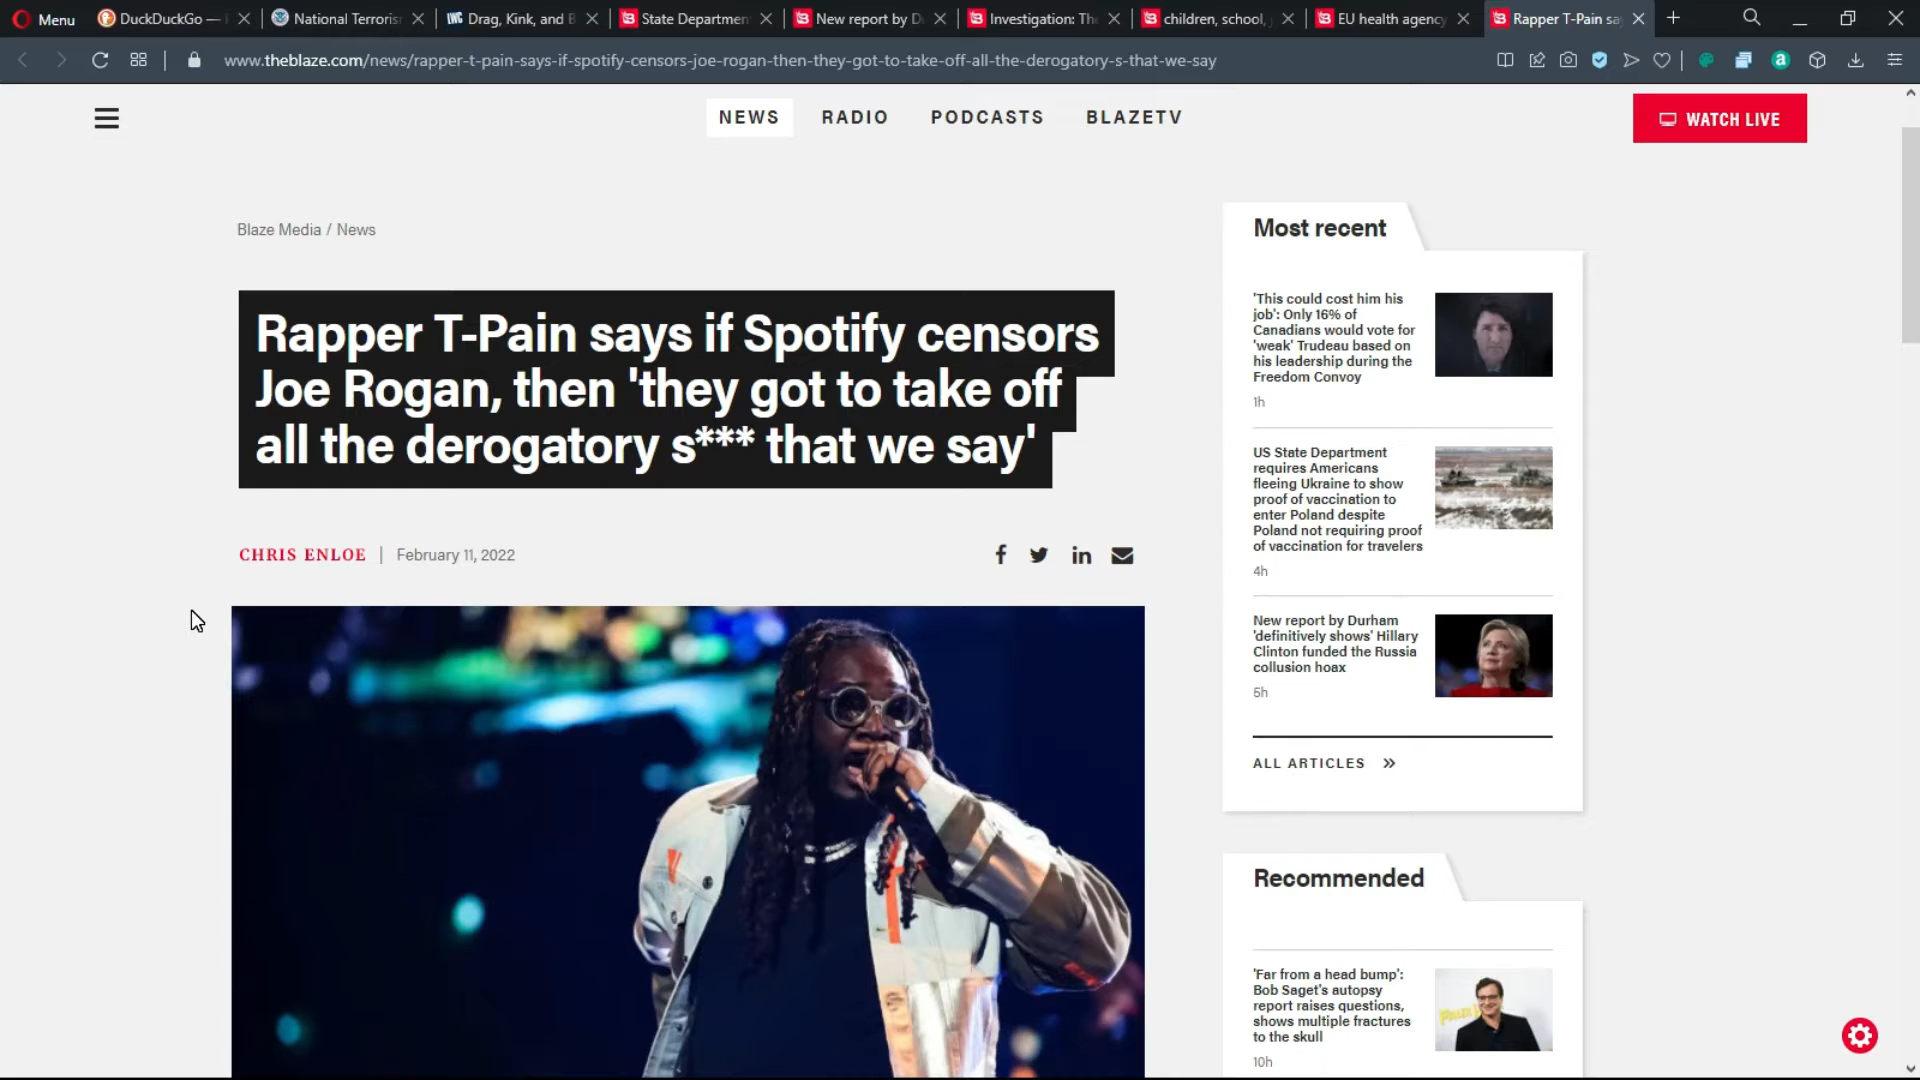 Menu
DuckDuckGo —
National Terroris
Drag, Kink, and B
State Departmen
New report by D
Investigation: Th
children, school,
EU health agency
Rapper T-Pain sa
www.theblaze.com/news/rapper-t-pain-says-if-spotify-censors-joe-rogan-then-they-got-to-take-off-all-the-derogatory-s-that-we-say
NEWS
RADIO
PODCASTS
BLAZETV
WATCH LIVE
Blaze Media / News
Rapper T-Pain says if Spotify censors
Joe Rogan, then 'they got to take off
all the derogatory s*** that we say'
CHRIS ENLOE | February 11, 2022
Most recent
'This could cost him his
job': Only 16% of
Canadians would vote for
'weak' Trudeau based on
his leadership during the
Freedom Convoy
1h
US State Department
requires Americans
fleeing Ukraine to show
proof of vaccination to
enter Poland despite
Poland not requiring proof
of vaccination for travelers
4h
New report by Durham
'definitively shows' Hillary
Clinton funded the Russia
collusion hoax
5h
ALL ARTICLES
Recommended
'Far from a head bump':
Bob Saget's autopsy
report raises questions,
shows multiple fractures
to the skull
10h